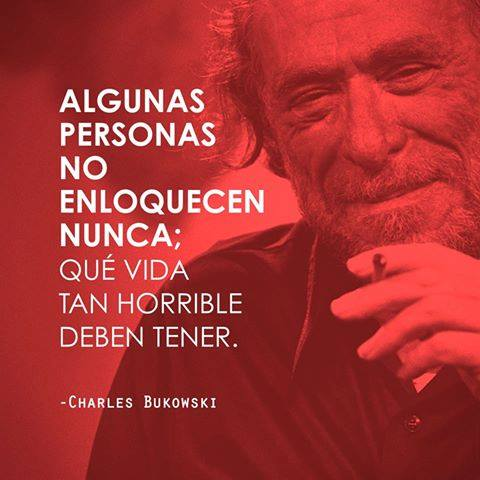 ALGUNAS
PERSONAS
NO
ENLOQUECEN
NUNCA;
QUÉ VIDA
TAN HORRIBLE
DEBEN TENER.
-CHARLES BUKOWSKI